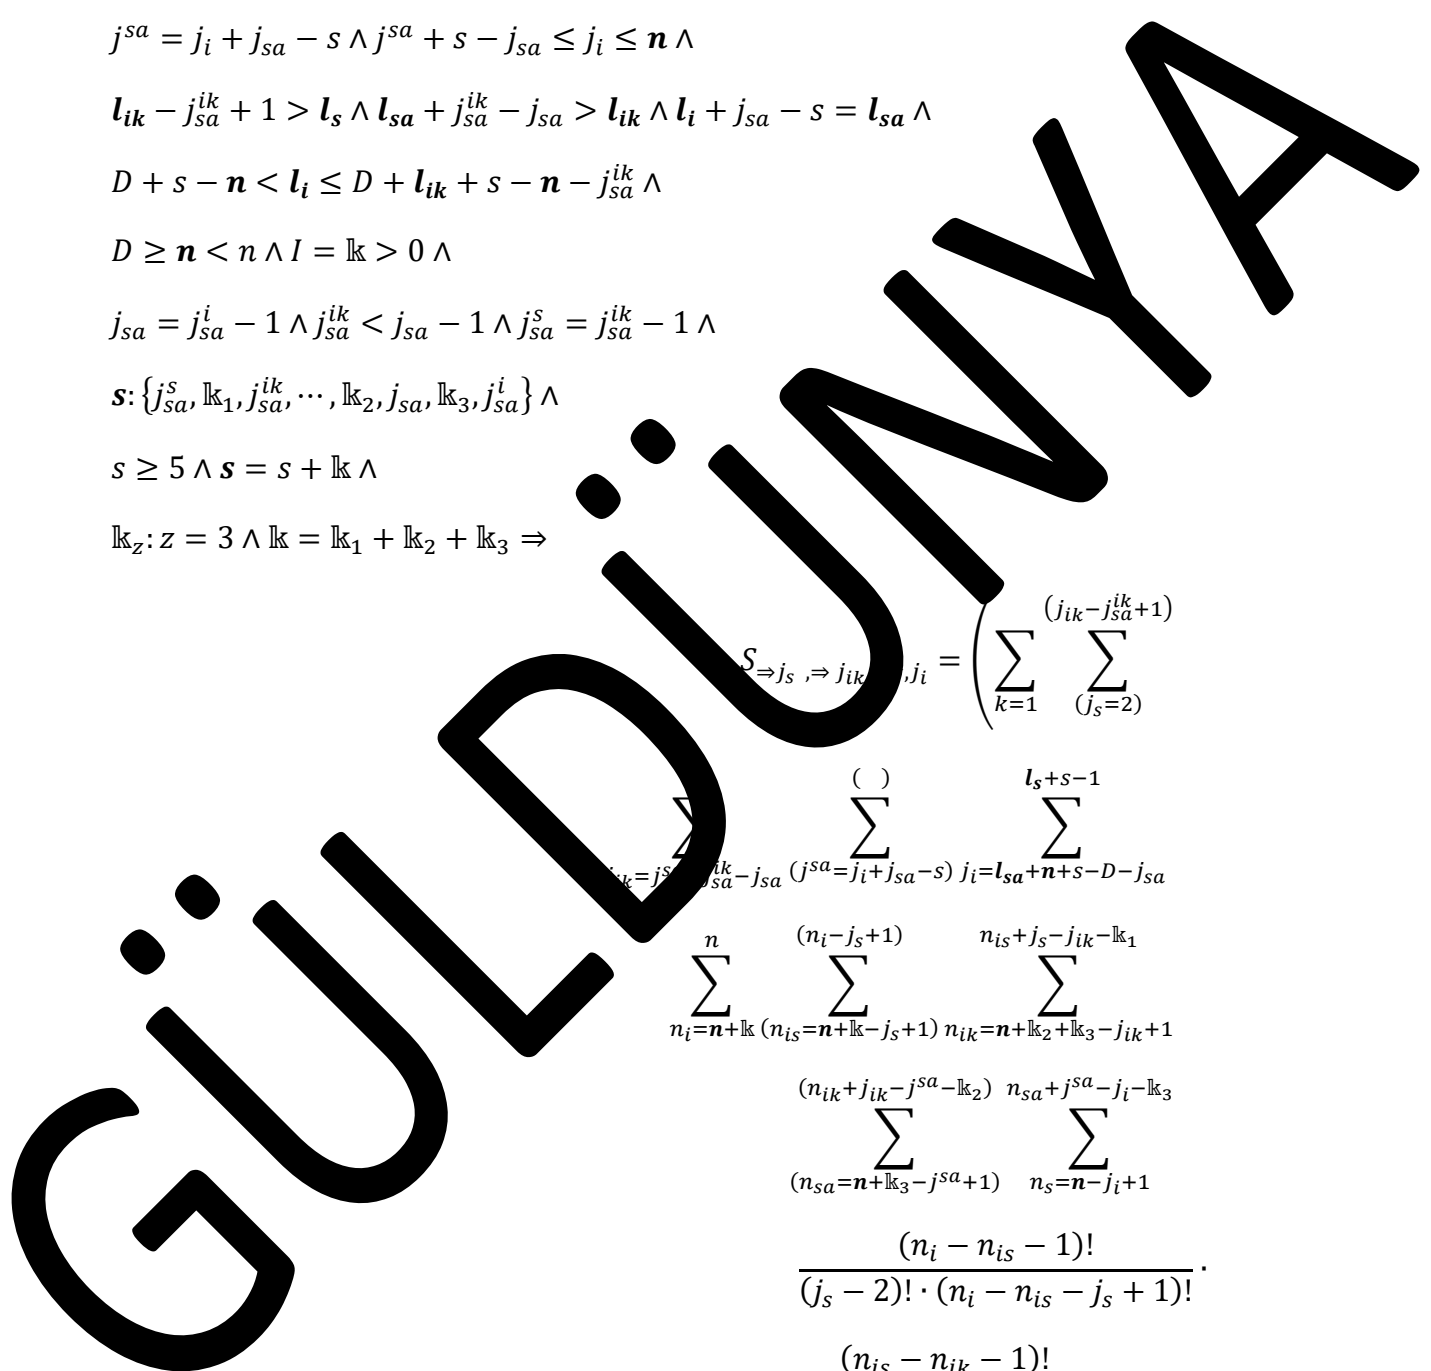 j^{sa} = j_i + j_{sa} − s ∧ j^{sa} + s − j_{sa} ≤ j_i ≤ 𝒏 ∧
𝒍_{𝒊𝒌} − j_{sa}^{ik} + 1 > 𝒍_𝒔 ∧ 𝒍_{𝒔𝒂} + j_{sa}^{ik} − j_{sa} > 𝒍_{𝒊𝒌} ∧ 𝒍_𝒊 + j_{sa} − s = 𝒍_{𝒔𝒂} ∧
D + s − 𝒏 < 𝒍_𝒊 ≤ D + 𝒍_{𝒊𝒌} + s − 𝒏 − j_{sa}^{ik} ∧
D ≥ 𝒏 < n ∧ I = 𝕜 > 0 ∧
j_{sa} = j_{sa}^{i} − 1 ∧ j_{sa}^{ik} < j_{sa} − 1 ∧ j_{sa}^{s} = j_{sa}^{ik} − 1 ∧
𝒔: {j_{sa}^{s}, 𝕜_1, j_{sa}^{ik}, ⋯ , 𝕜_2, j_{sa}, 𝕜_3, j_{sa}^{i}} ∧
s ≥ 5 ∧ 𝒔 = s + 𝕜 ∧
𝕜_z: z = 3 ∧ 𝕜 = 𝕜_1 + 𝕜_2 + 𝕜_3 ⇒
S_{⇒j_s ,⇒j_{ik} ,j_i} = ( ∑_{k=1} ∑_{(j_s=2)}^{(j_{ik}−j_{sa}^{ik}+1)}
∑_{j_{ik}=j^{sa} j_{sa}^{ik}−j_{sa}} ∑_{(j^{sa}=j_i+j_{sa}−s)}^{( )} ∑_{j_i=𝒍_{𝒔𝒂}+𝒏+s−D−j_{sa}}^{𝒍_𝒔+s−1}
∑_{n_i=𝒏+𝕜}^{n} ∑_{(n_{is}=𝒏+𝕜−j_s+1)}^{(n_i−j_s+1)} ∑_{n_{ik}=𝒏+𝕜_2+𝕜_3−j_{ik}+1}^{n_{is}+j_s−j_{ik}−𝕜_1}
∑_{(n_{sa}=𝒏+𝕜_3−j^{sa}+1)}^{(n_{ik}+j_{ik}−j^{sa}−𝕜_2)} ∑_{n_s=𝒏−j_i+1}^{n_{sa}+j^{sa}−j_i−𝕜_3}
(n_i − n_{is} − 1)!
(j_s − 2)! · (n_i − n_{is} − j_s + 1)! ·
(n_{is} − n_{ik} − 1)!
GÜLDÜNYA